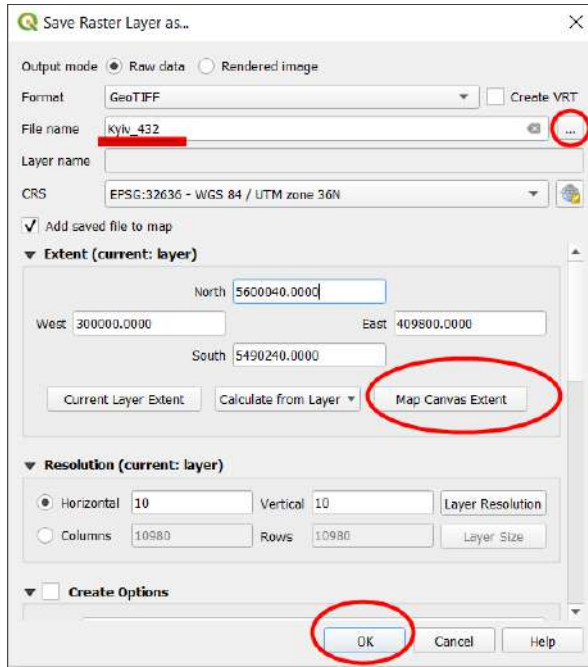 Save Raster Layer as...
Output mode Raw data Rendered image
Format GeoTIFF Create VRT
File name Kyiv_432 ...
Layer name
CRS EPSG:32636 - WGS 84 / UTM zone 36N
Add saved file to map
Extent (current: layer)
North 5600040.0000
West 300000.0000 East 409800.0000
South 5490240.0000
Current Layer Extent Calculate from Layer Map Canvas Extent
Resolution (current: layer)
Horizontal 10 Vertical 10 Layer Resolution
Columns 10980 Rows 10980 Layer Size
Create Options
OK Cancel Help